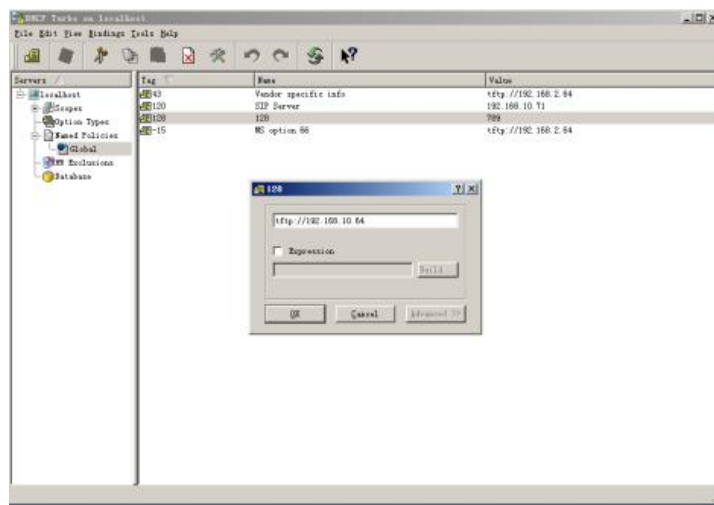 DHCP Turbo on localhost
File Edit View Bindings Tools Help
Servers / Tag Name Value
localhost 43 Vendor specific info tftp://192.168.2.64
Scopes 120 SIP Server 192.168.10.71
Option Types 128 128 789
Named Policies -15 MS option 66 tftp://192.168.2.64
Global
Exclusions
Database
128
tftp://192.168.10.64
Expression
Build...
OK Cancel Advanced >>